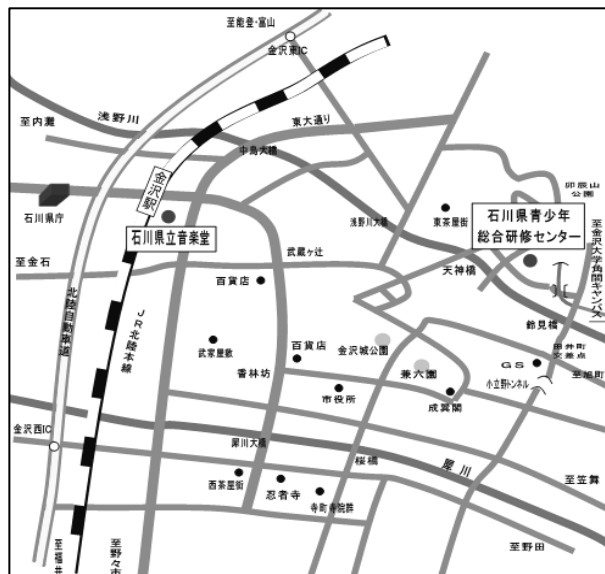 至能登・富山
金沢東IC
東大通り
浅野川
至内灘
中島大橋
卯辰山
公園
金沢駅
石川県庁
石川県立音楽堂
浅野川大橋
東茶屋街
石川県青少年
総合研修センター
至金沢大学角間キャンパス
武蔵ヶ辻
天神橋
至金石
百貨店
北陸自動車道
JR北陸本線
鈴見橋
武家屋敷
百貨店
金沢城公園
田井町
交差点
兼六園
GS
至旭町
香林坊
小立野トンネル
市役所
成巽閣
金沢西IC
犀川大橋
桜橋
犀川
西茶屋街
忍者寺
寺町寺院群
至笠舞
至野田
至福井
至野々市